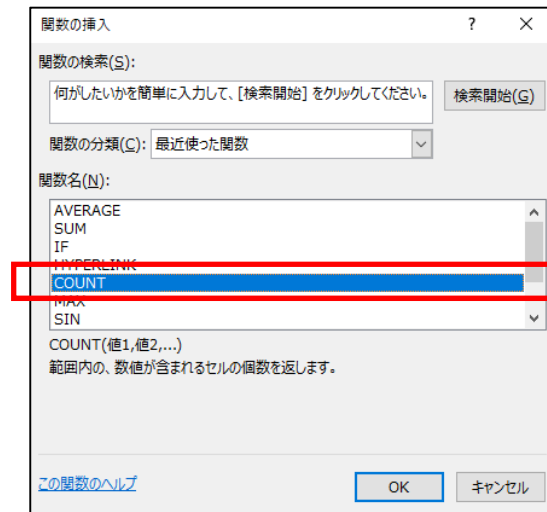 関数の挿入 ? ×
関数の検索(S):
何がしたいかを簡単に入力して、[検索開始] をクリックしてください。 検索開始(G)
関数の分類(C): 最近使った関数
関数名(N):
AVERAGE
SUM
IF
HYPERLINK
COUNT
MAX
SIN
COUNT(値1,値2,...)
範囲内の、数値が含まれるセルの個数を返します。
この関数のヘルプ OK キャンセル